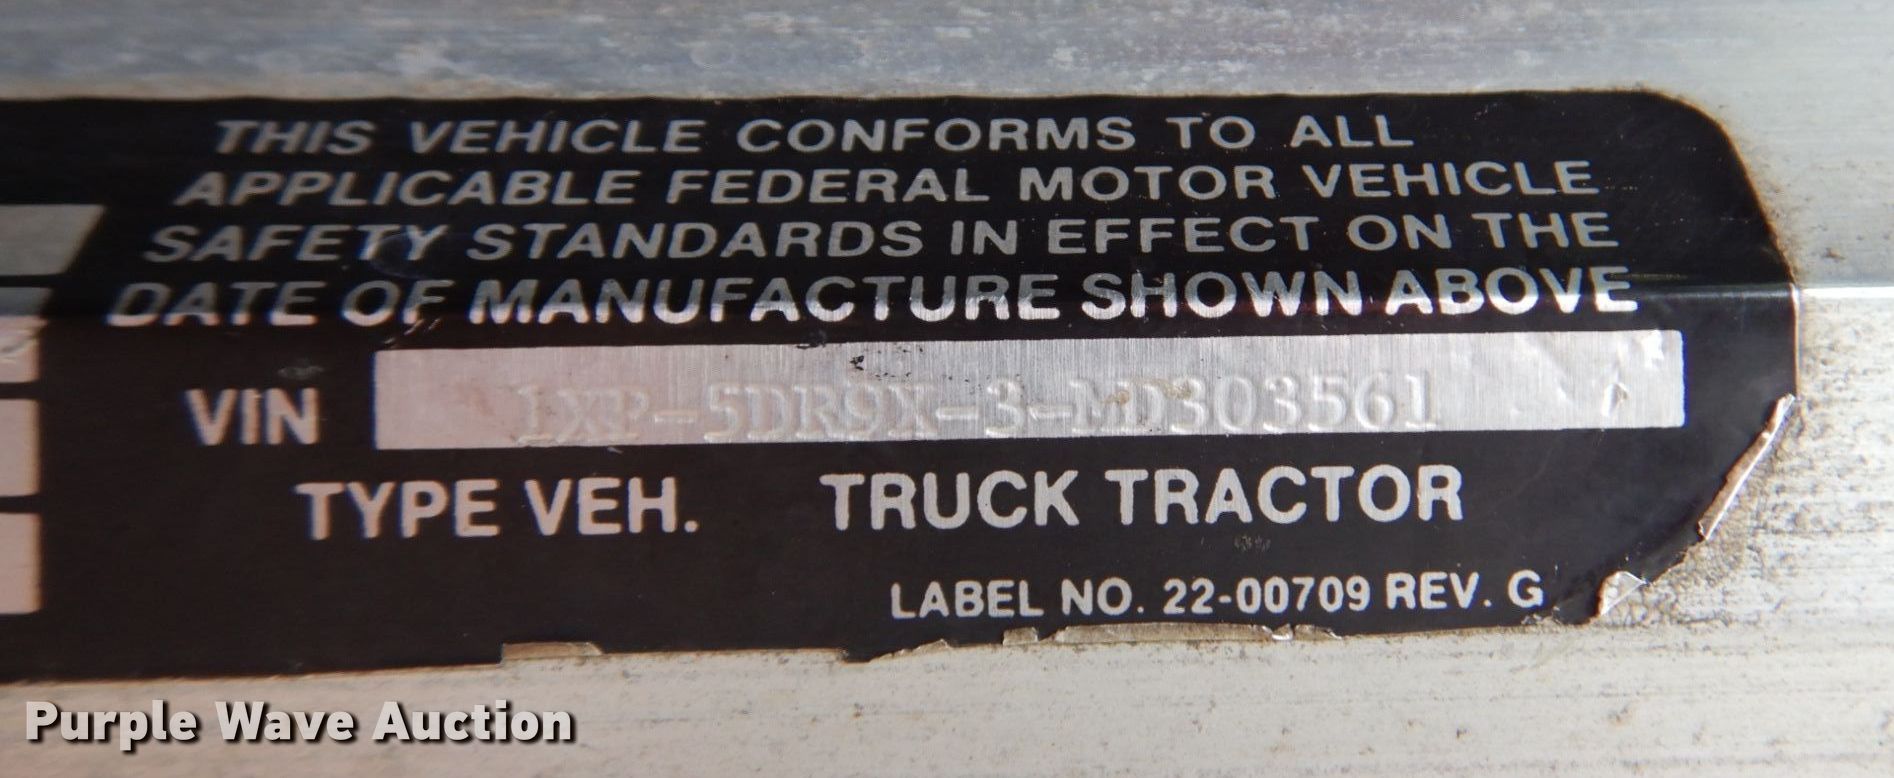 THIS VEHICLE CONFORMS TO ALL
APPLICABLE FEDERAL MOTOR VEHICLE
SAFETY STANDARDS IN EFFECT ON THE
DATE OF MANUFACTURE SHOWN ABOVE
VIN 1XP-5DR9X-3-MD303561
TYPE VEH. TRUCK TRACTOR
LABEL NO. 22-00709 REV. G
Purple Wave Auction